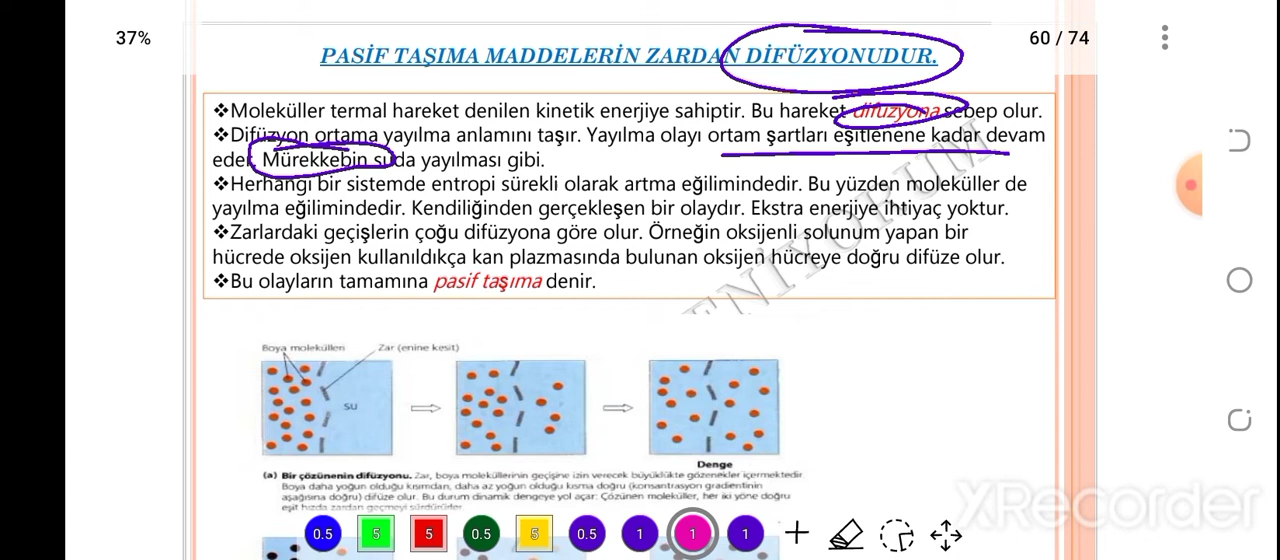 37%
60 / 74
PASİF TAŞIMA MADDELERİN ZARDAN DİFÜZYONUDUR.
❖Moleküller termal hareket denilen kinetik enerjiye sahiptir. Bu hareket difüzyona sebep olur.
❖Difüzyon ortama yayılma anlamını taşır. Yayılma olayı ortam şartları eşitlenene kadar devam
eder. Mürekkebin suda yayılması gibi.
❖Herhangi bir sistemde entropi sürekli olarak artma eğilimindedir. Bu yüzden moleküller de
yayılma eğilimindedir. Kendiliğinden gerçekleşen bir olaydır. Ekstra enerjiye ihtiyaç yoktur.
❖Zarlardaki geçişlerin çoğu difüzyona göre olur. Örneğin oksijenli solunum yapan bir
hücrede oksijen kullanıldıkça kan plazmasında bulunan oksijen hücreye doğru difüze olur.
❖Bu olayların tamamına pasif taşıma denir.
Boya molekülleri Zar (enine kesit)
SU
Denge
(a) Bir çözünenin difüzyonu. Zar, boya moleküllerinin geçişine izin verecek büyüklükte gözenekler içermektedir.
Boya daha yoğun olduğu kısımdan, daha az yoğun olduğu kısma doğru (konsantrasyon gradientinin
aşağısına doğru) difüze olur. Bu durum dinamik dengeye yol açar: Çözünen moleküller, her iki yöne doğru
eşit hızda zardan geçmeyi sürdürürler.
0.5 5 5 0.5 5 0.5 1 1 1
XRecorder